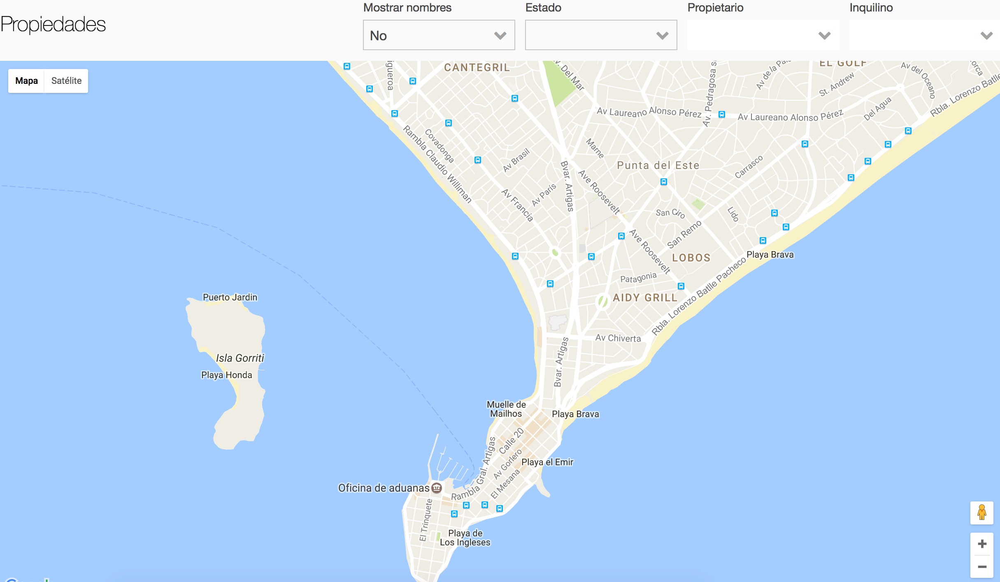 Propiedades
Mostrar nombres
Estado
Propietario
Inquilino
No
Mapa
Satélite
CANTEGRIL
igueroa
Av. Del Mar
Av. Pedragosa
Av de la
EL GOLF
St. Andrew
Av del Oceano
Rbla. Lorenzo Batlle
Av Laureano Alonso Pérez
Av Laureano Alonso Pérez
Del Agua
Rambla Claudio Williman
Covadonga
Av Brasil
Marne
Punta del Este
Carrasco
Bvar. Artigas
Ave Roosevelt
Av Francia
Av París
San Ciro
Lido
San Remo
Ave Roosevelt
LOBOS
Playa Brava
Patagonia
Rbla. Lorenzo Batlle Pacheco
AIDY GRILL
Puerto Jardin
Av Chiverta
Bvar. Artigas
Isla Gorriti
Playa Honda
Muelle de
Mailhos
Playa Brava
Calle 20
Av Gorlero
Playa el Emir
El Mesana
Rambla Gral. Artigas
Oficina de aduanas
El Trinquete
Playa de
Los Ingleses